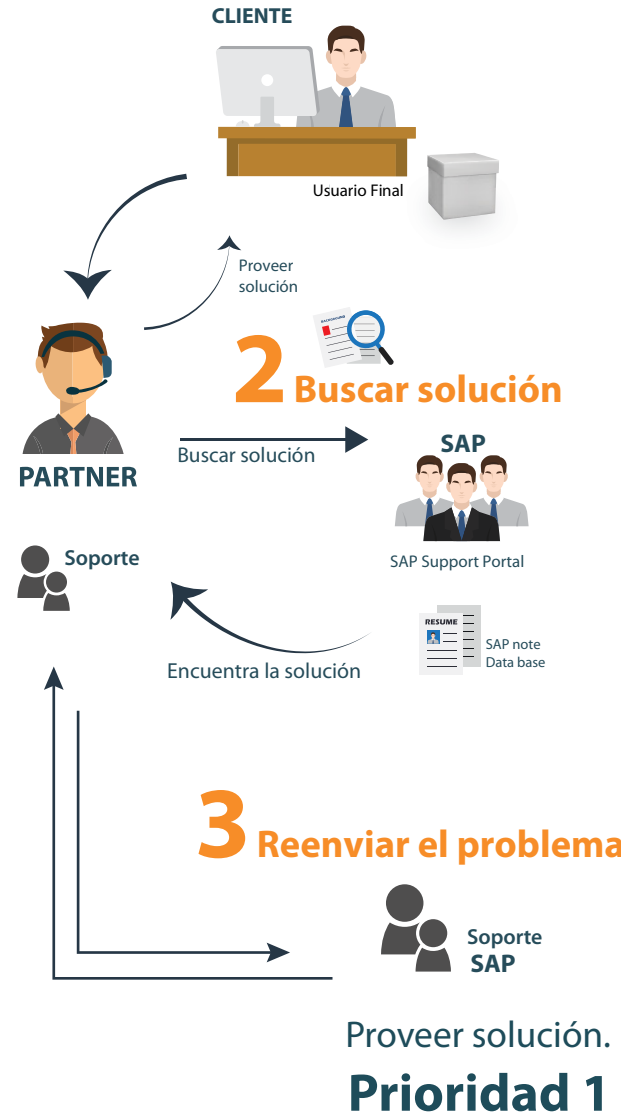 CLIENTE
Usuario Final
Proveer
solución
BACKGROUND
2 Buscar solución
Buscar solución
SAP
PARTNER
SAP Support Portal
Soporte
RESUME
SAP note
Data base
Encuentra la solución
3 Reenviar el problema
Soporte
SAP
Proveer solución.
Prioridad 1